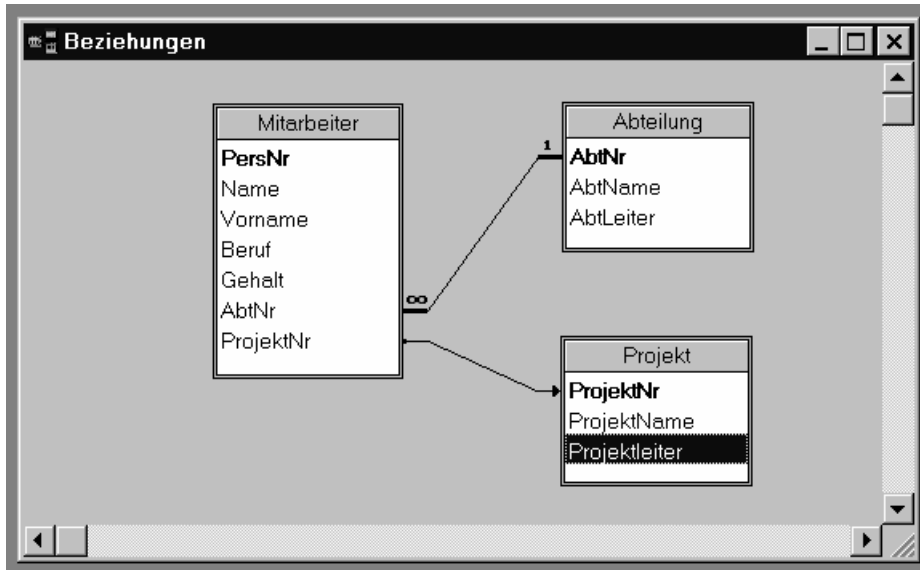 Beziehungen
Mitarbeiter
PersNr
Name
Vorname
Beruf
Gehalt
AbtNr
ProjektNr
1
∞
Abteilung
AbtNr
AbtName
AbtLeiter
Projekt
ProjektNr
ProjektName
Projektleiter